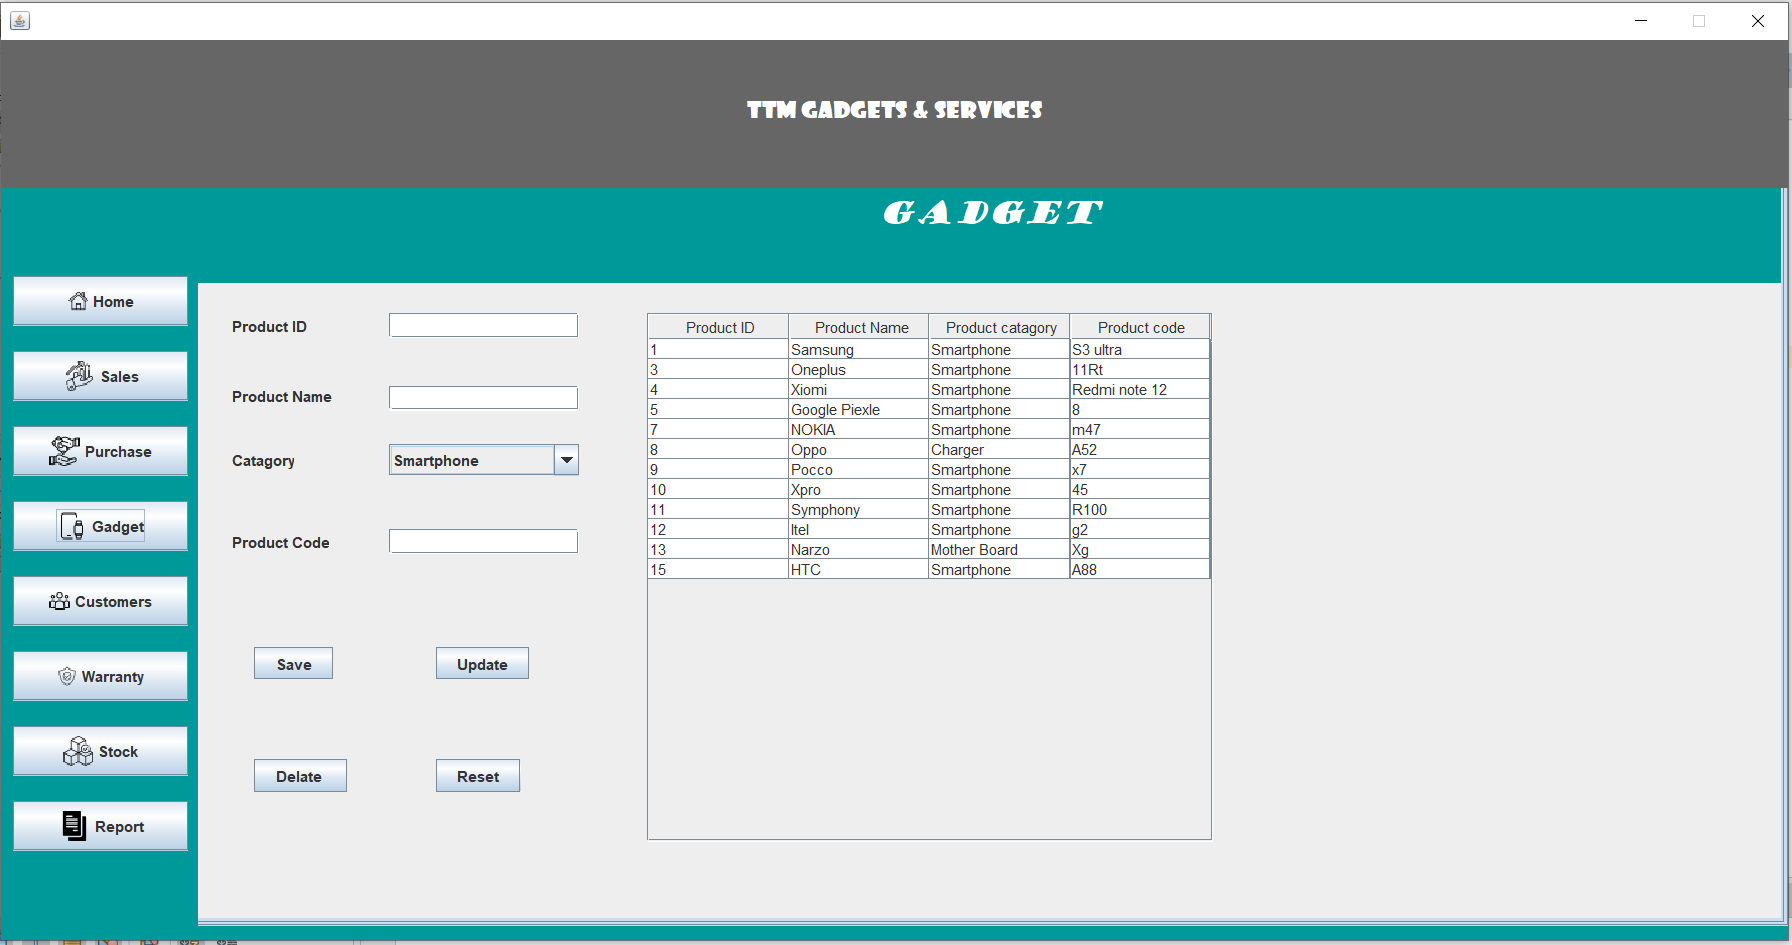 TTM GADGETS & SERVICES
GADGET
Home
Sales
Purchase
Gadget
Customers
Warranty
Stock
Report
Product ID
Product Name
Catagory
Smartphone
Product Code
Save
Update
Delate
Reset
Product ID Product Name Product catagory Product code
1 Samsung Smartphone S3 ultra
3 Oneplus Smartphone 11Rt
4 Xiomi Smartphone Redmi note 12
5 Google Piexle Smartphone 8
7 NOKIA Smartphone m47
8 Oppo Charger A52
9 Pocco Smartphone x7
10 Xpro Smartphone 45
11 Symphony Smartphone R100
12 Itel Smartphone g2
13 Narzo Mother Board Xg
15 HTC Smartphone A88